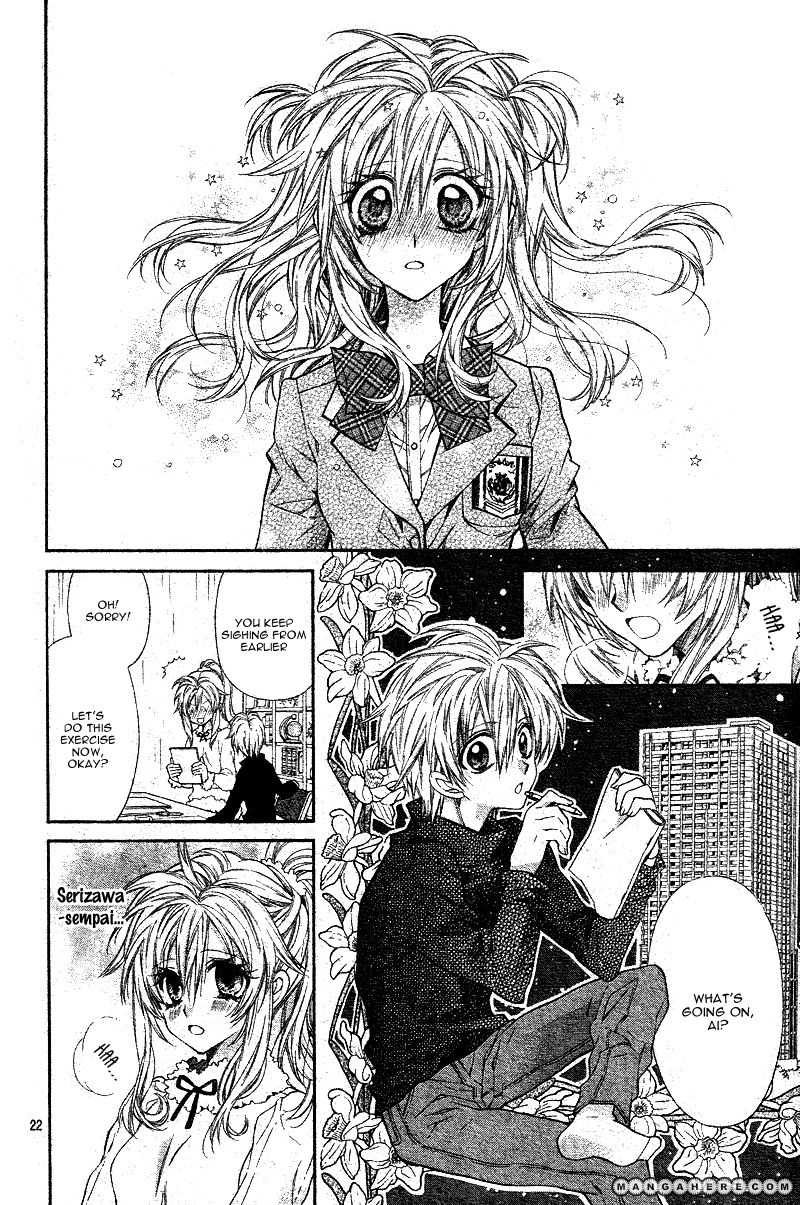 HAA...
WHAT'S
GOING ON,
AI?
YOU KEEP
SIGHING FROM
EARLIER
OH!
SORRY!
LET'S
DO THIS
EXERCISE
NOW,
OKAY?
Serizawa
-sempai...
HAA...
22
MANGAHERE.COM